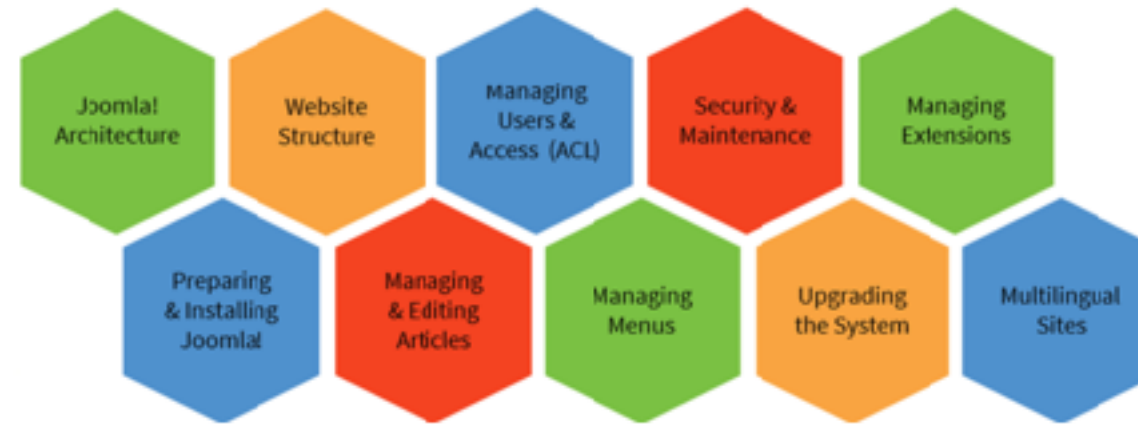 Joomla!
Architecture
Website
Structure
Managing
Users &
Access (ACL)
Security &
Maintenance
Managing
Extensions
Preparing
& Installing
Joomla!
Managing
& Editing
Articles
Managing
Menus
Upgrading
the System
Multilingual
Sites